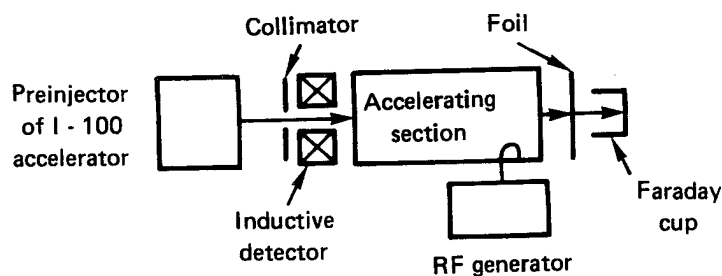 Collimator
Foil
Preinjector
of I - 100
accelerator
Accelerating
section
Inductive
detector
RF generator
Faraday
cup